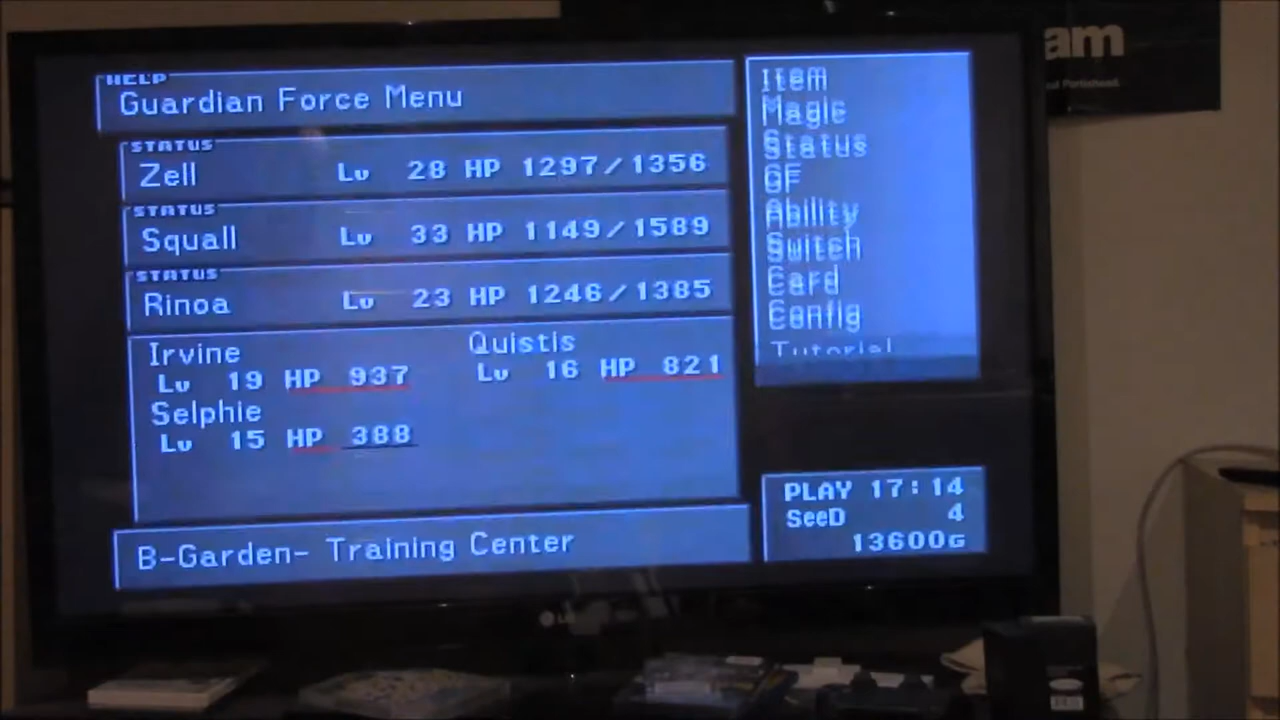 HELP
Guardian Force Menu
STATUS
Zell Lv 28 HP 1297/1356
STATUS
Squall Lv 33 HP 1149/1589
STATUS
Rinoa Lv 23 HP 1246/1385
Irvine
Lv 19 HP 937
Quistis
Lv 16 HP 821
Selphie
Lv 15 HP 388
B-Garden- Training Center
Item
Magic
Status
GF
Ability
Switch
Card
Config
Tutorial
PLAY 17:14
SeeD 4
13600G
am
LG